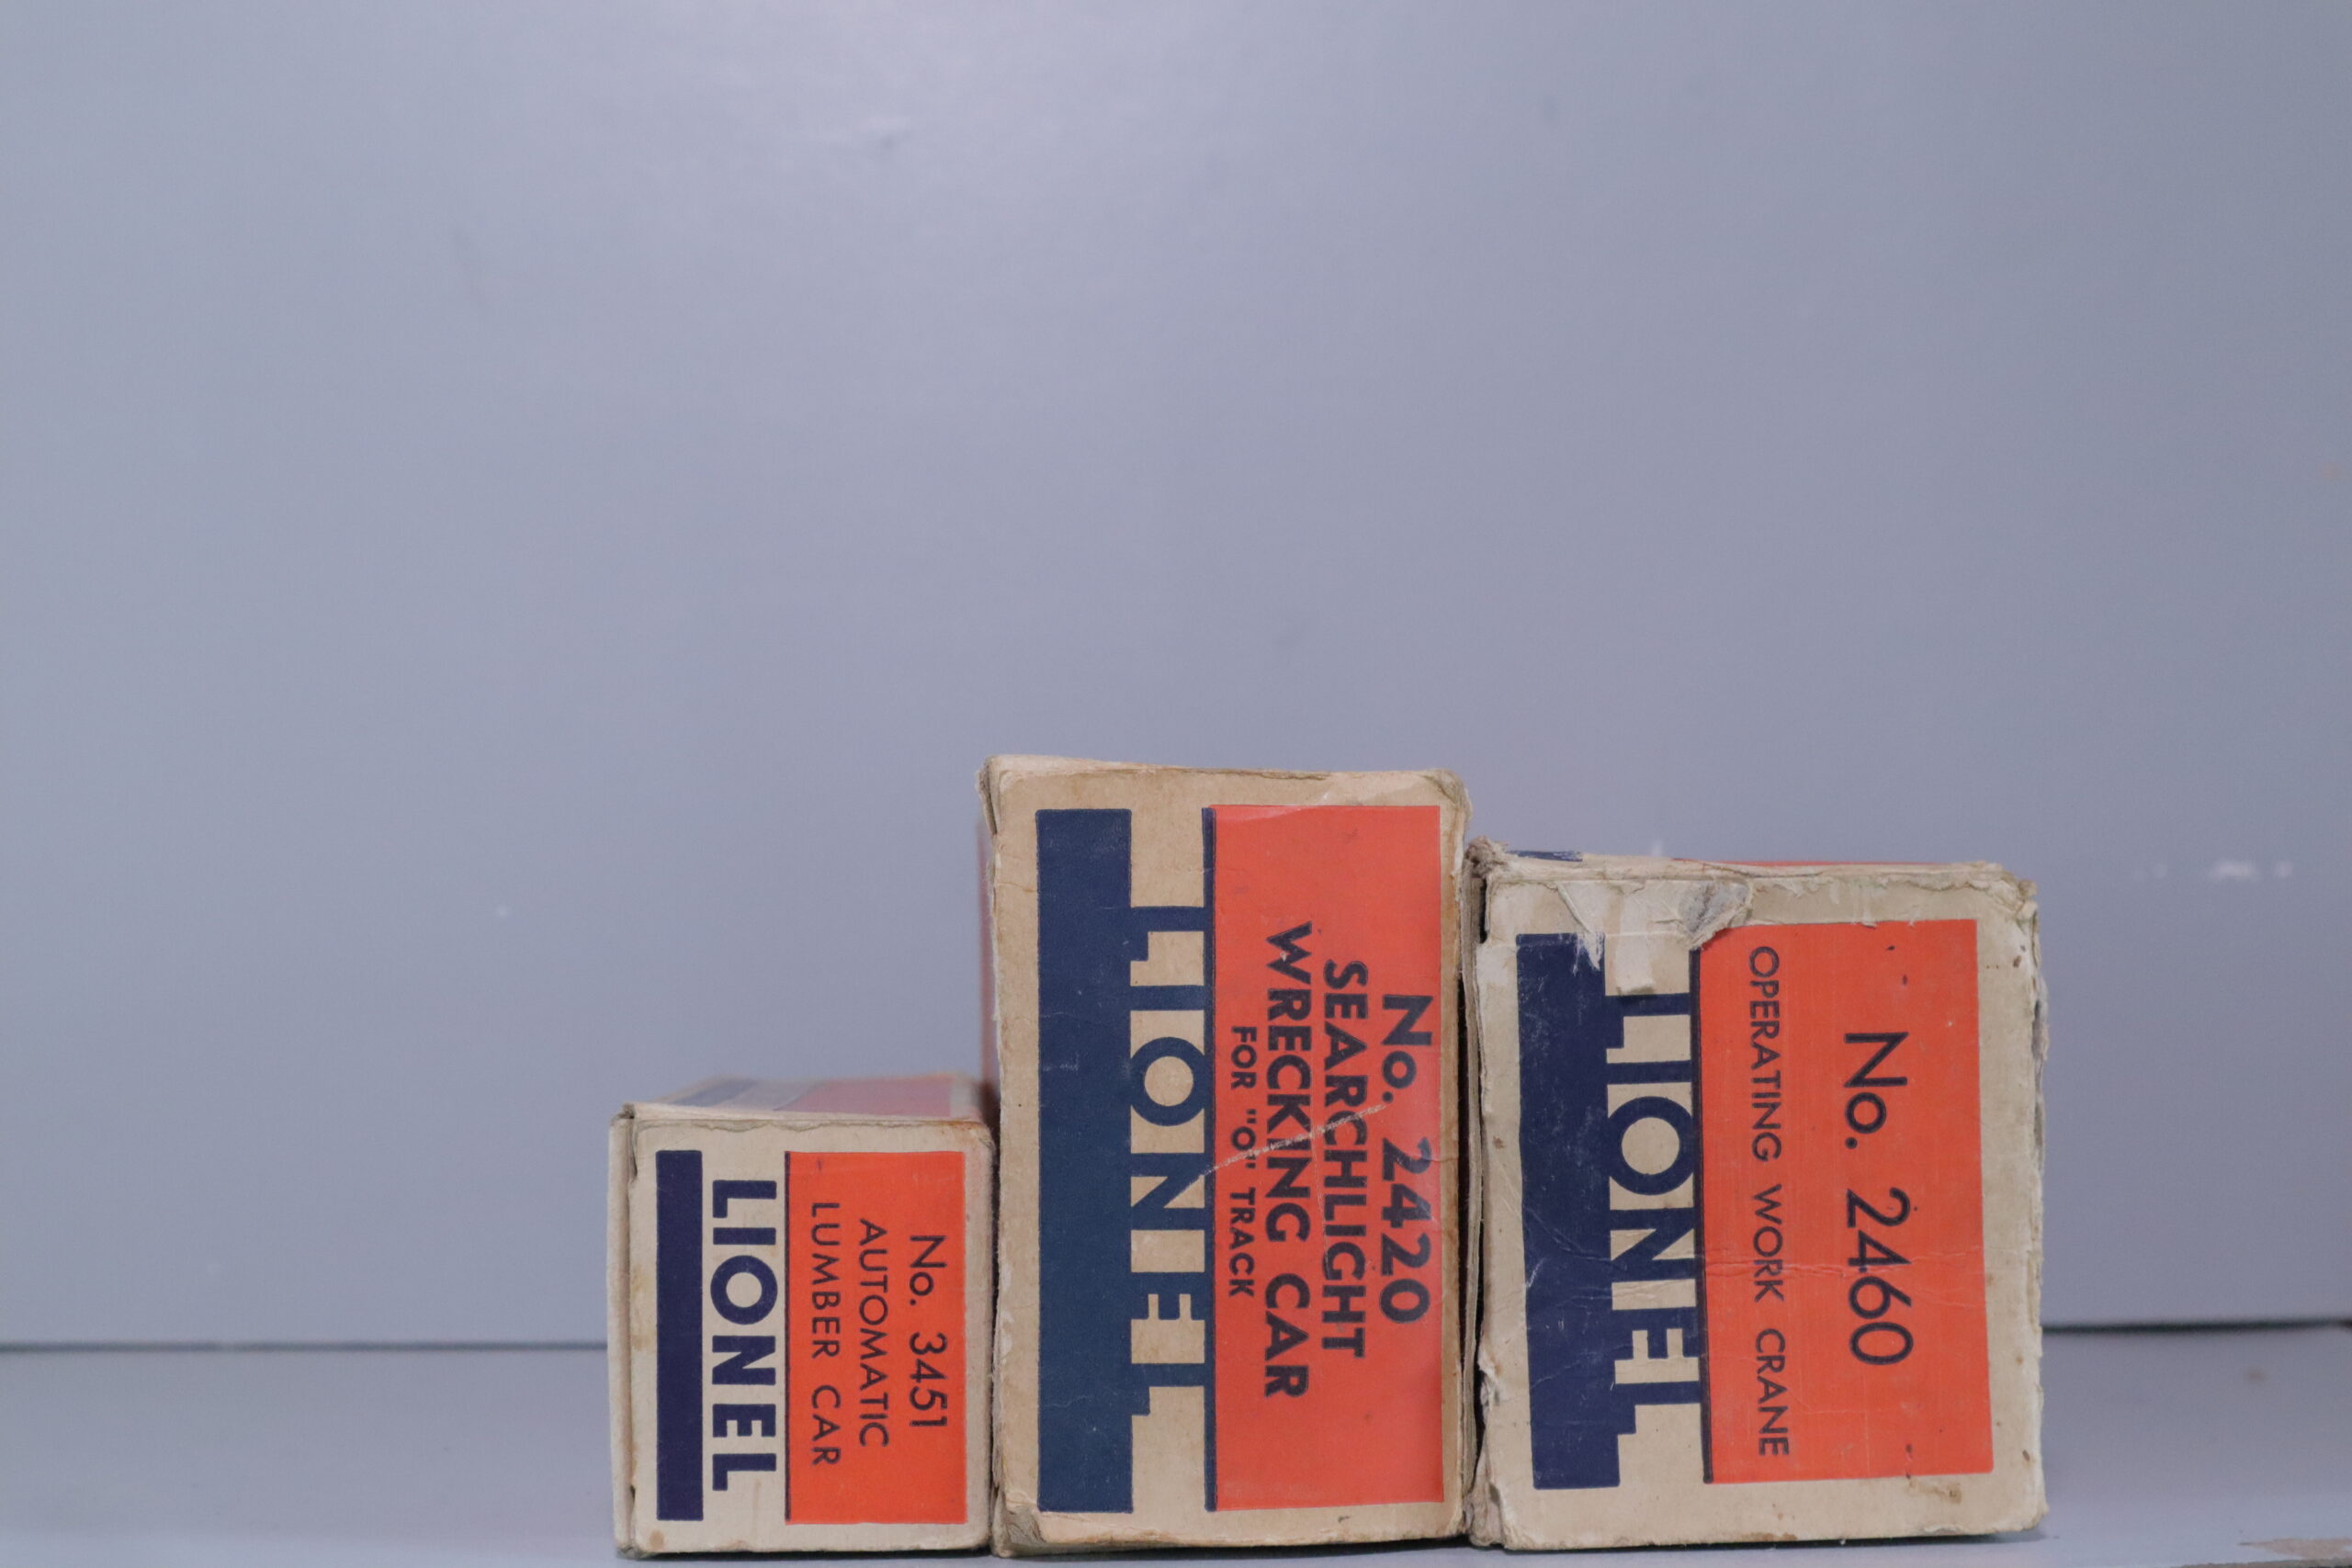 No. 3451
AUTOMATIC
LUMBER CAR
LIONEL
No. 2420
SEARCHLIGHT
WRECKING CAR
FOR "O" TRACK
LIONEL
No. 2460
OPERATING WORK CRANE
LIONEL